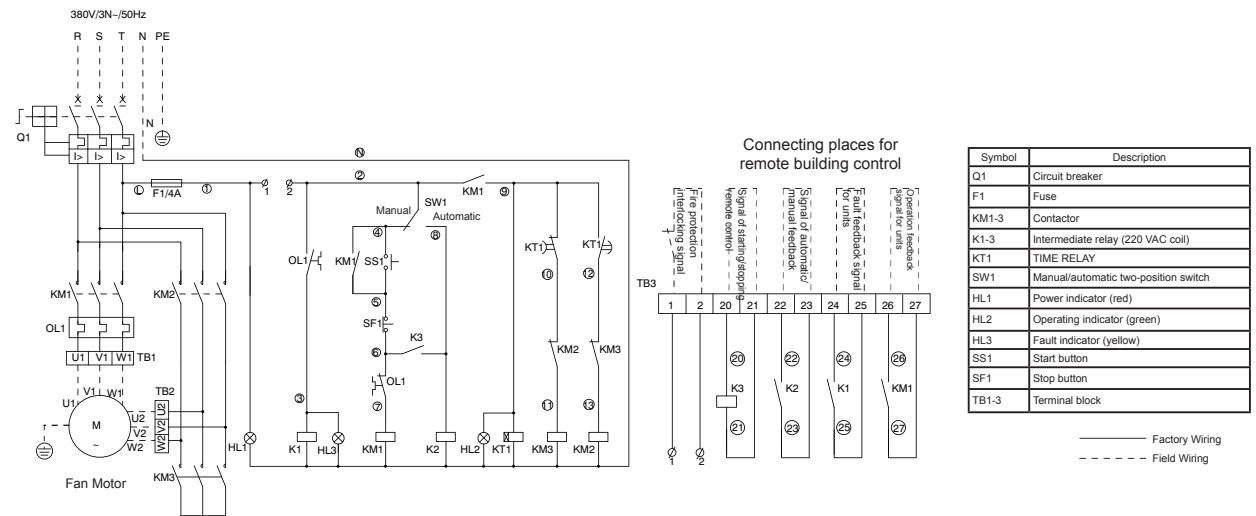 380V/3N~/50Hz
R S T N PE
N
Q1
I> I> I>
Ⓛ F1/4A ① 1 2
Ⓝ
②
KM1
⑨
SW1
Manual Automatic
④ ⑧
OL1 KM1 SS1
KT1 KT1
⑩ ⑫
⑤
SF1
⑥ K3
OL1
⑦
③
KM2 KM3
⑪ ⑬
KM1 KM2
OL1
U1 V1 W1 TB1
V1 W1
U1
M
~
U2
V2
W2
TB2
U2
V2
W2
Fan Motor
KM3
HL1 K1 HL3 KM1 K2 HL2 KT1 KM3 KM2
Connecting places for
remote building control
Fire protection
interlocking signal
Signal of starting/stopping
remote control
Signal of automatic/
manual feedback
Fault feedback signal
for units
Operation feedback
signal for units
TB3
1 2 20 21 22 23 24 25 26 27
⑳ ㉒ ㉔ ㉖
K3 K2 K1 KM1
㉑ ㉓ ㉕ ㉗
1 2
Symbol Description
Q1 Circuit breaker
F1 Fuse
KM1-3 Contactor
K1-3 Intermediate relay (220 VAC coil)
KT1 TIME RELAY
SW1 Manual/automatic two-position switch
HL1 Power indicator (red)
HL2 Operating indicator (green)
HL3 Fault indicator (yellow)
SS1 Start button
SF1 Stop button
TB1-3 Terminal block
Factory Wiring
Field Wiring